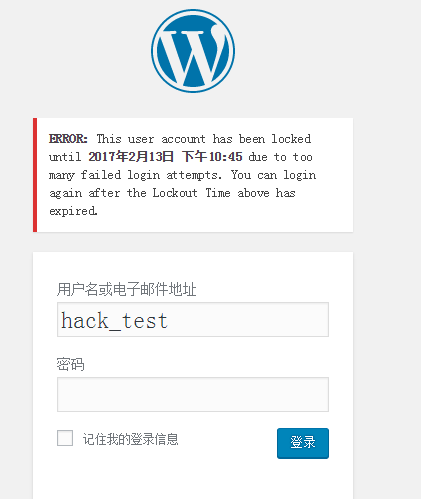 ERROR: This user account has been locked
until 2017年2月13日 下午10:45 due to too
many failed login attempts. You can login
again after the Lockout Time above has
expired.
用户名或电子邮件地址
hack_test
密码
记住我的登录信息
登录